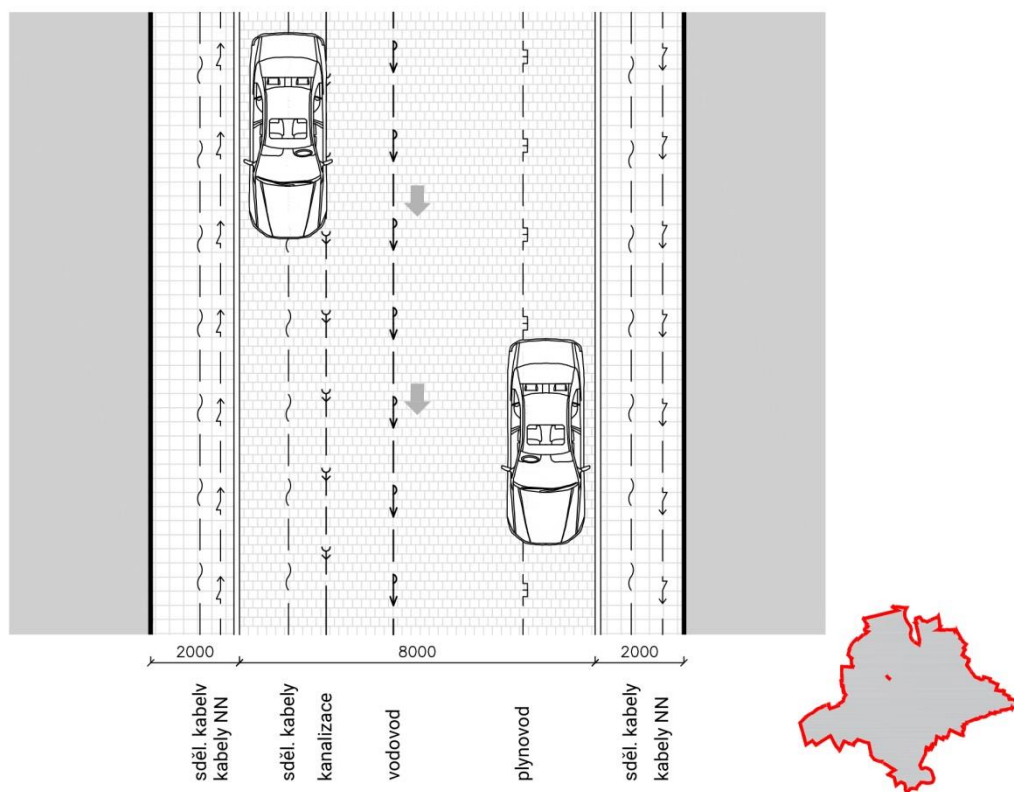 2000
8000
2000
sděl. kabely
kabely NN
sděl. kabely
kanalizace
vodovod
plynovod
sděl. kabely
kabely NN